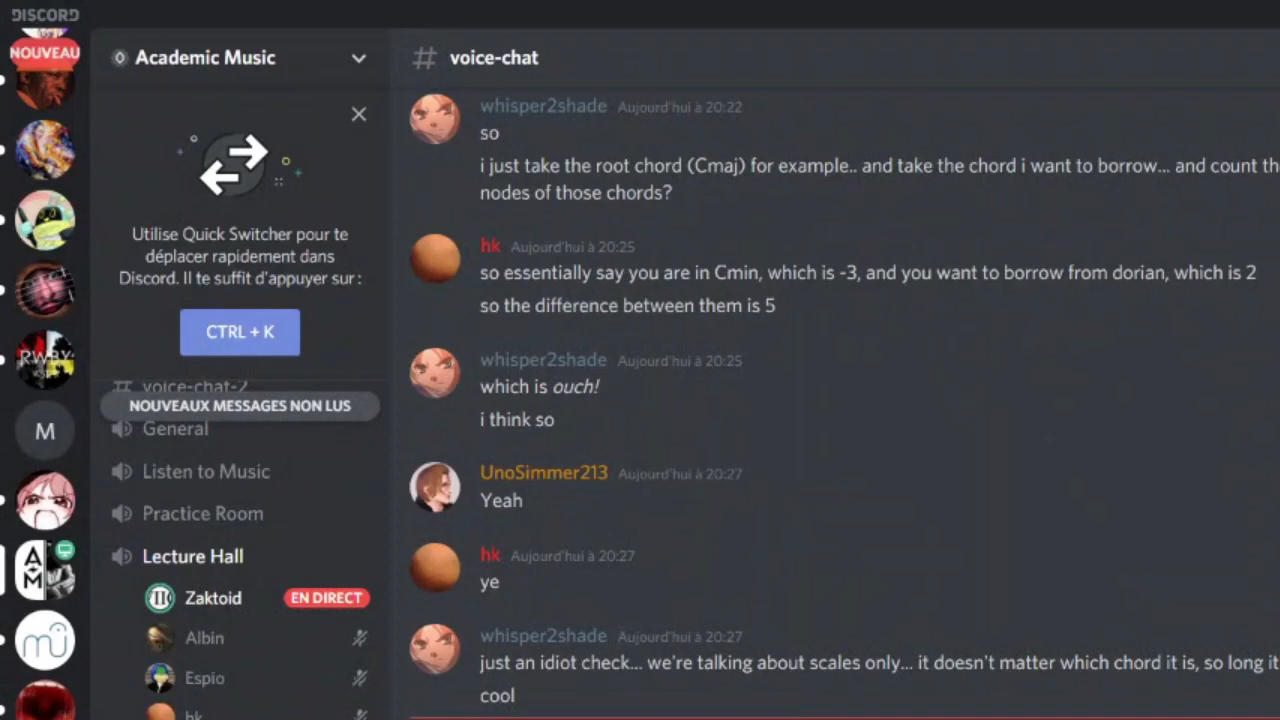 DISCORD
NOUVEAU
RWBY
M
A
M
Academic Music
Utilise Quick Switcher pour te
déplacer rapidement dans
Discord. Il te suffit d'appuyer sur :
CTRL + K
voice-chat-2
NOUVEAUX MESSAGES NON LUS
General
Listen to Music
Practice Room
Lecture Hall
Zaktoid EN DIRECT
Albin
Espio
hk
# voice-chat
whisper2shade Aujourd'hui à 20:22
so
i just take the root chord (Cmaj) for example.. and take the chord i want to borrow... and count th
nodes of those chords?
hk Aujourd'hui à 20:25
so essentially say you are in Cmin, which is -3, and you want to borrow from dorian, which is 2
so the difference between them is 5
whisper2shade Aujourd'hui à 20:25
which is ouch!
i think so
UnoSimmer213 Aujourd'hui à 20:27
Yeah
hk Aujourd'hui à 20:27
ye
whisper2shade Aujourd'hui à 20:27
just an idiot check... we're talking about scales only... it doesn't matter which chord it is, so long it
cool